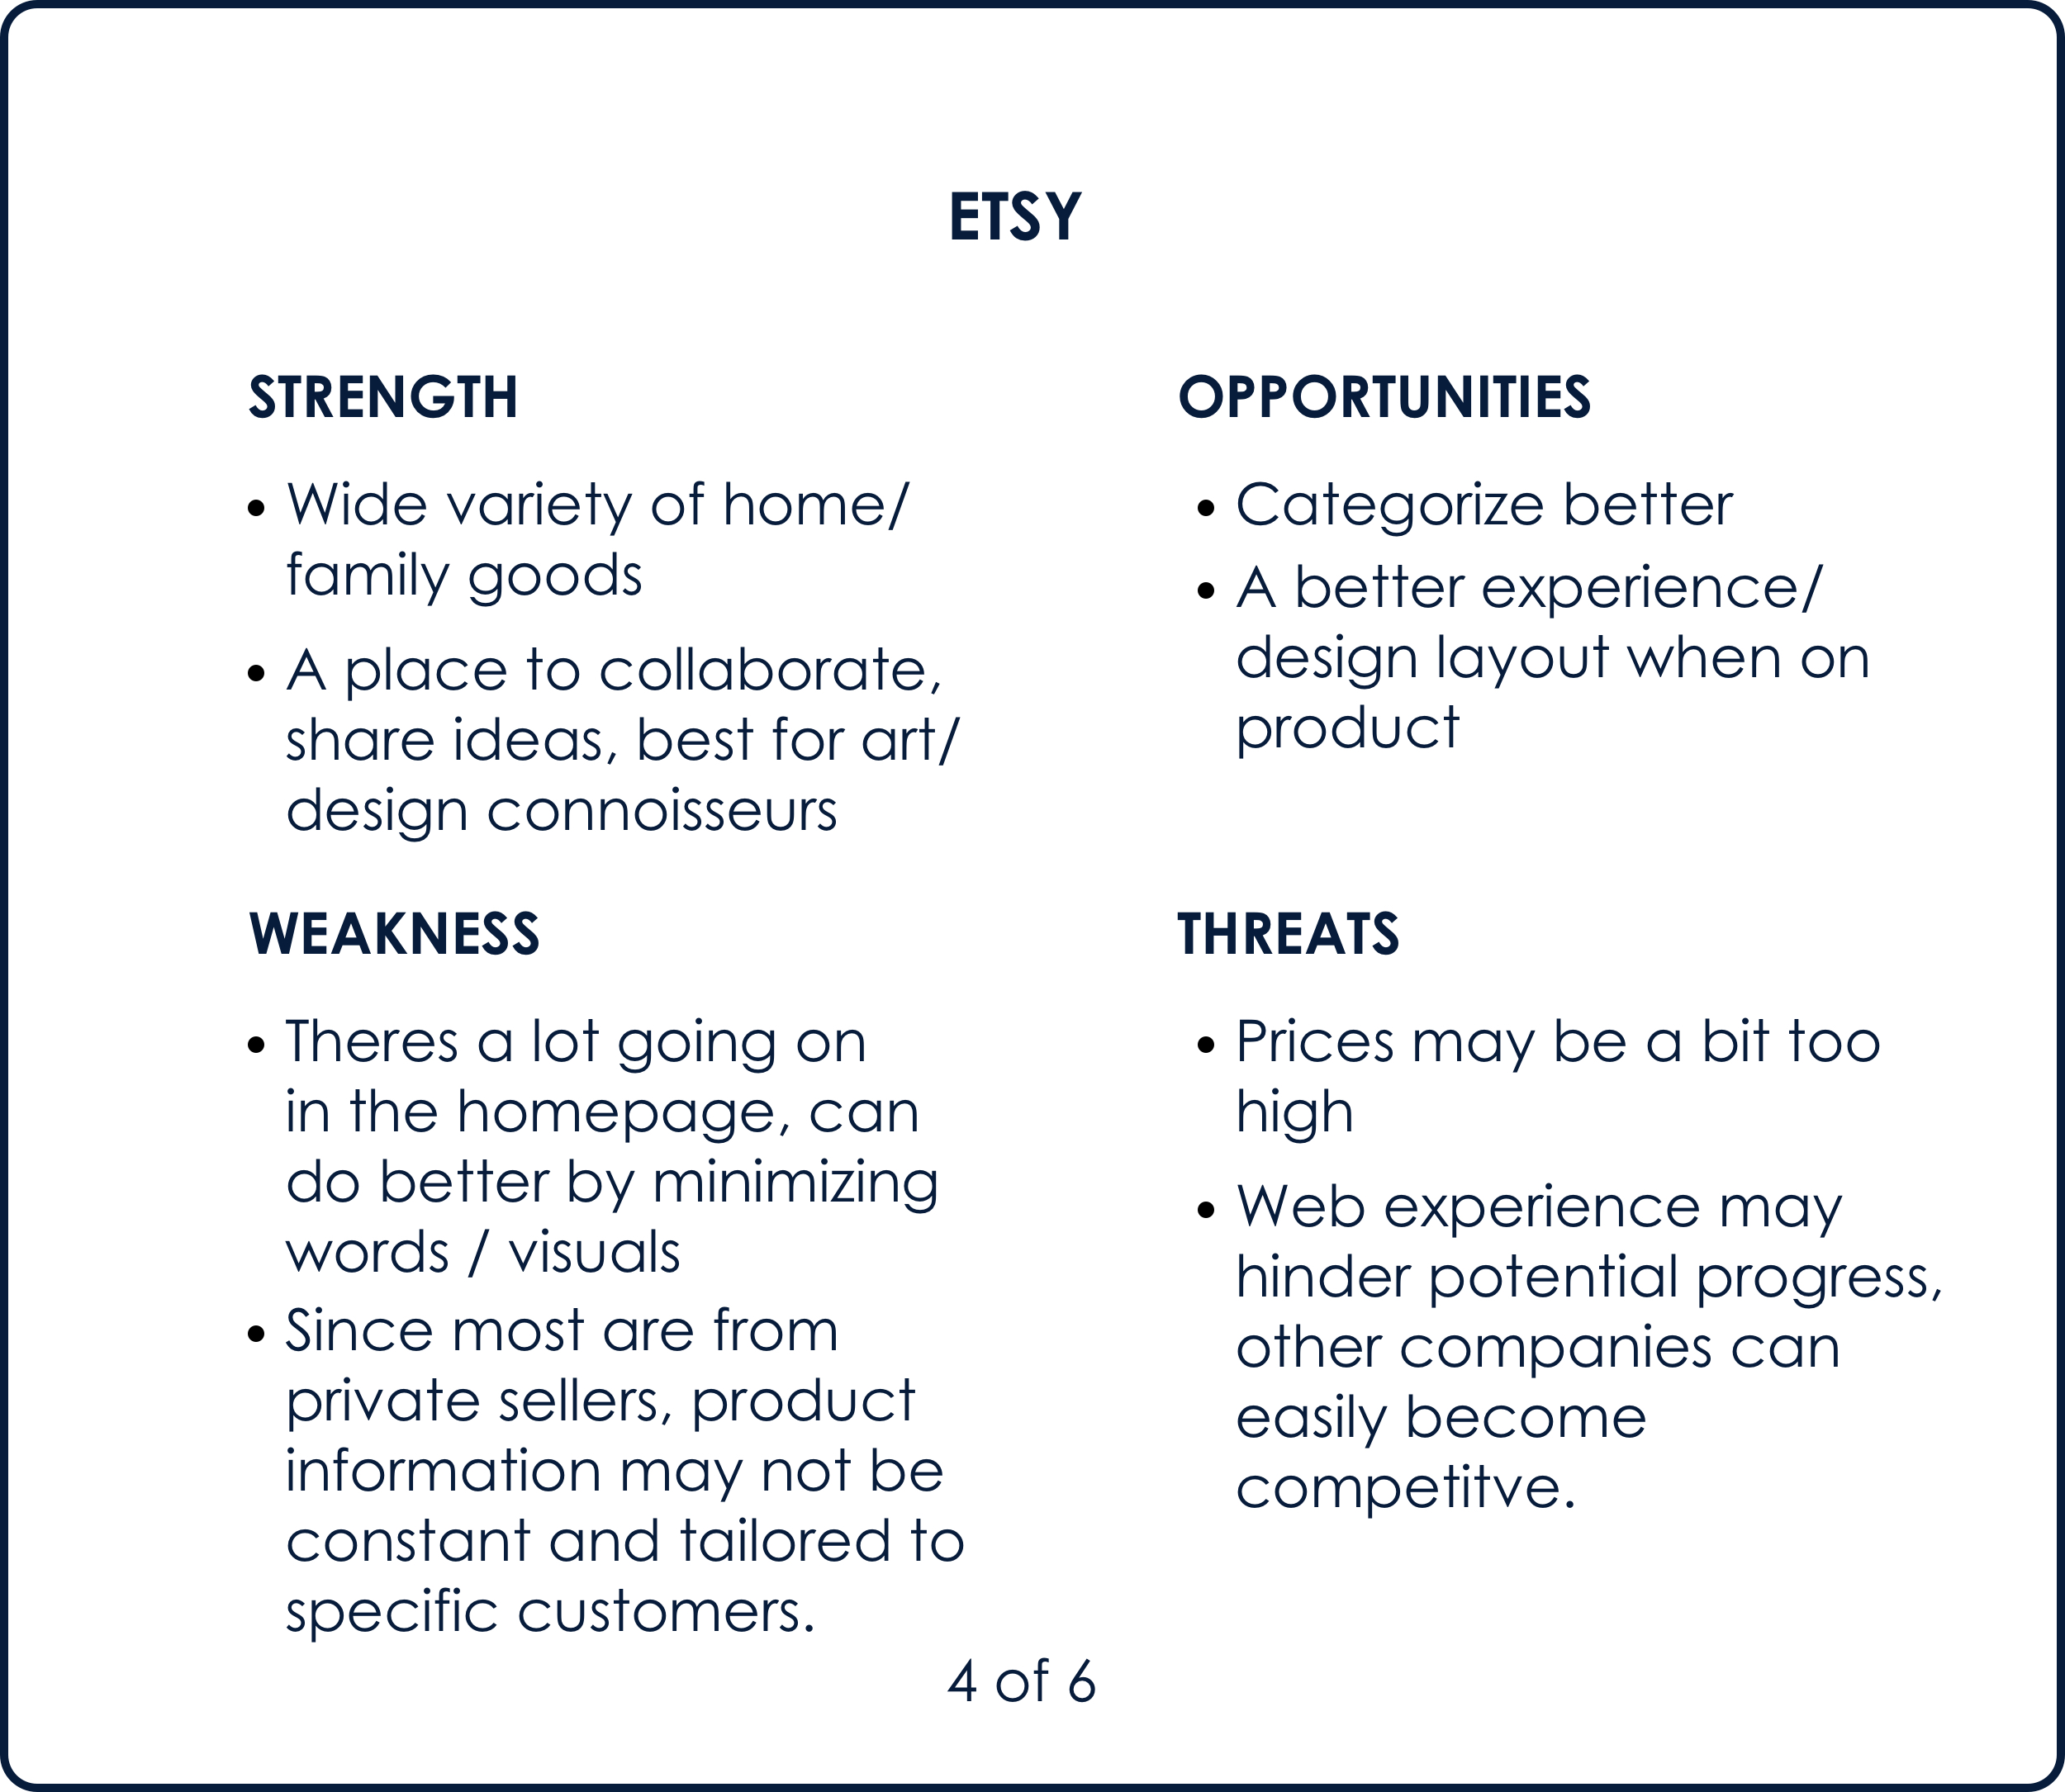 ETSY
STRENGTH
• Wide variety of home/
family goods
• A place to collaborate,
share ideas, best for art/
design connoisseurs
OPPORTUNITIES
• Categorize better
• A better experience/
design layout when on
product
WEAKNESS
• Theres a lot going on
in the homepage, can
do better by minimizing
words / visuals
• Since most are from
private sellers, product
information may not be
constant and tailored to
specific customers.
THREATS
• Prices may be a bit too
high
• Web experience may
hinder potential progress,
other companies can
easily become
competitve.
4 of 6